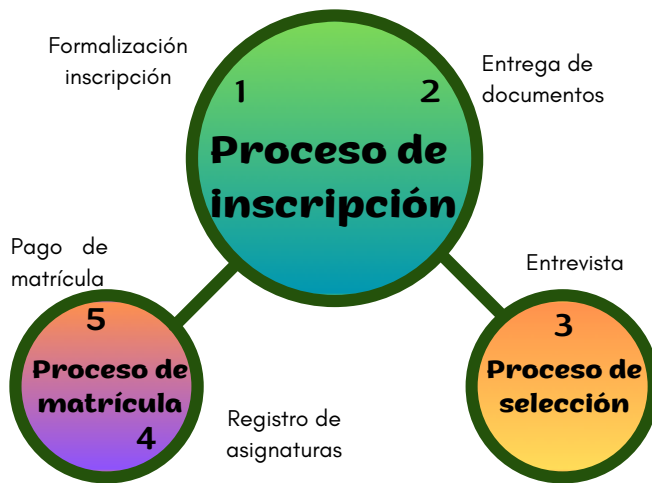 Formalización
inscripción
1
2
Entrega de
documentos
Proceso de
inscripción
Pago de
matrícula
5
Proceso de
matrícula
4
Registro de
asignaturas
Entrevista
3
Proceso de
selección